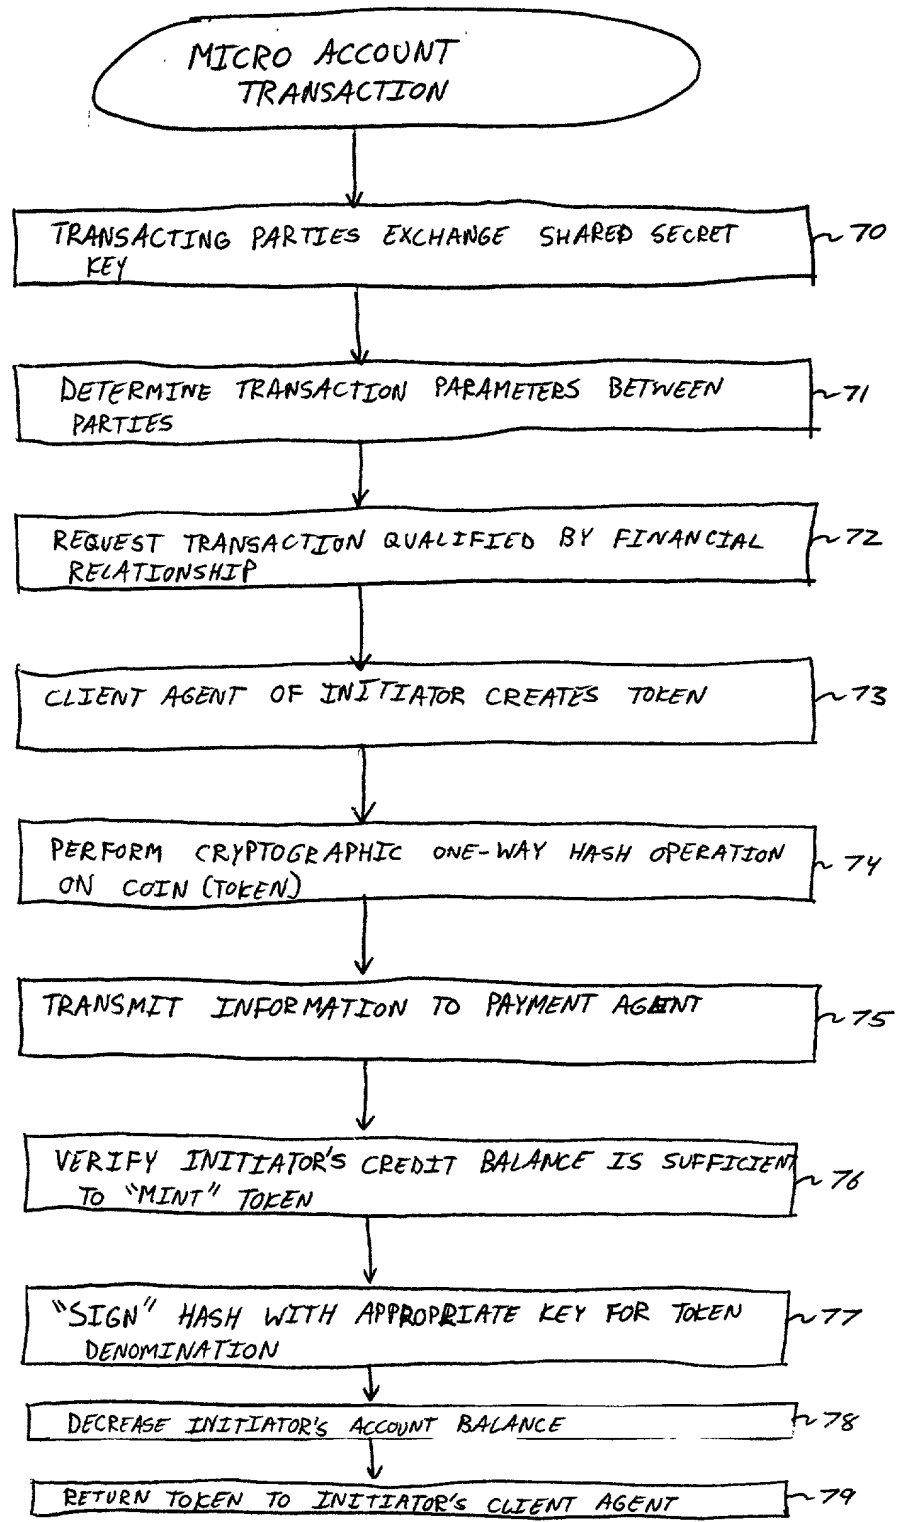 MICRO ACCOUNT
TRANSACTION
TRANSACTING PARTIES EXCHANGE SHARED SECRET
KEY
70
DETERMINE TRANSACTION PARAMETERS BETWEEN
PARTIES
71
REQUEST TRANSACTION QUALIFIED BY FINANCIAL
RELATIONSHIP
72
CLIENT AGENT OF INITIATOR CREATES TOKEN
73
PERFORM CRYPTOGRAPHIC ONE-WAY HASH OPERATION
ON COIN (TOKEN)
74
TRANSMIT INFORMATION TO PAYMENT AGENT
75
VERIFY INITIATOR'S CREDIT BALANCE IS SUFFICIENT
TO "MINT" TOKEN
76
"SIGN" HASH WITH APPROPRIATE KEY FOR TOKEN
DENOMINATION
77
DECREASE INITIATOR'S ACCOUNT BALANCE
78
RETURN TOKEN TO INITIATOR'S CLIENT AGENT
79